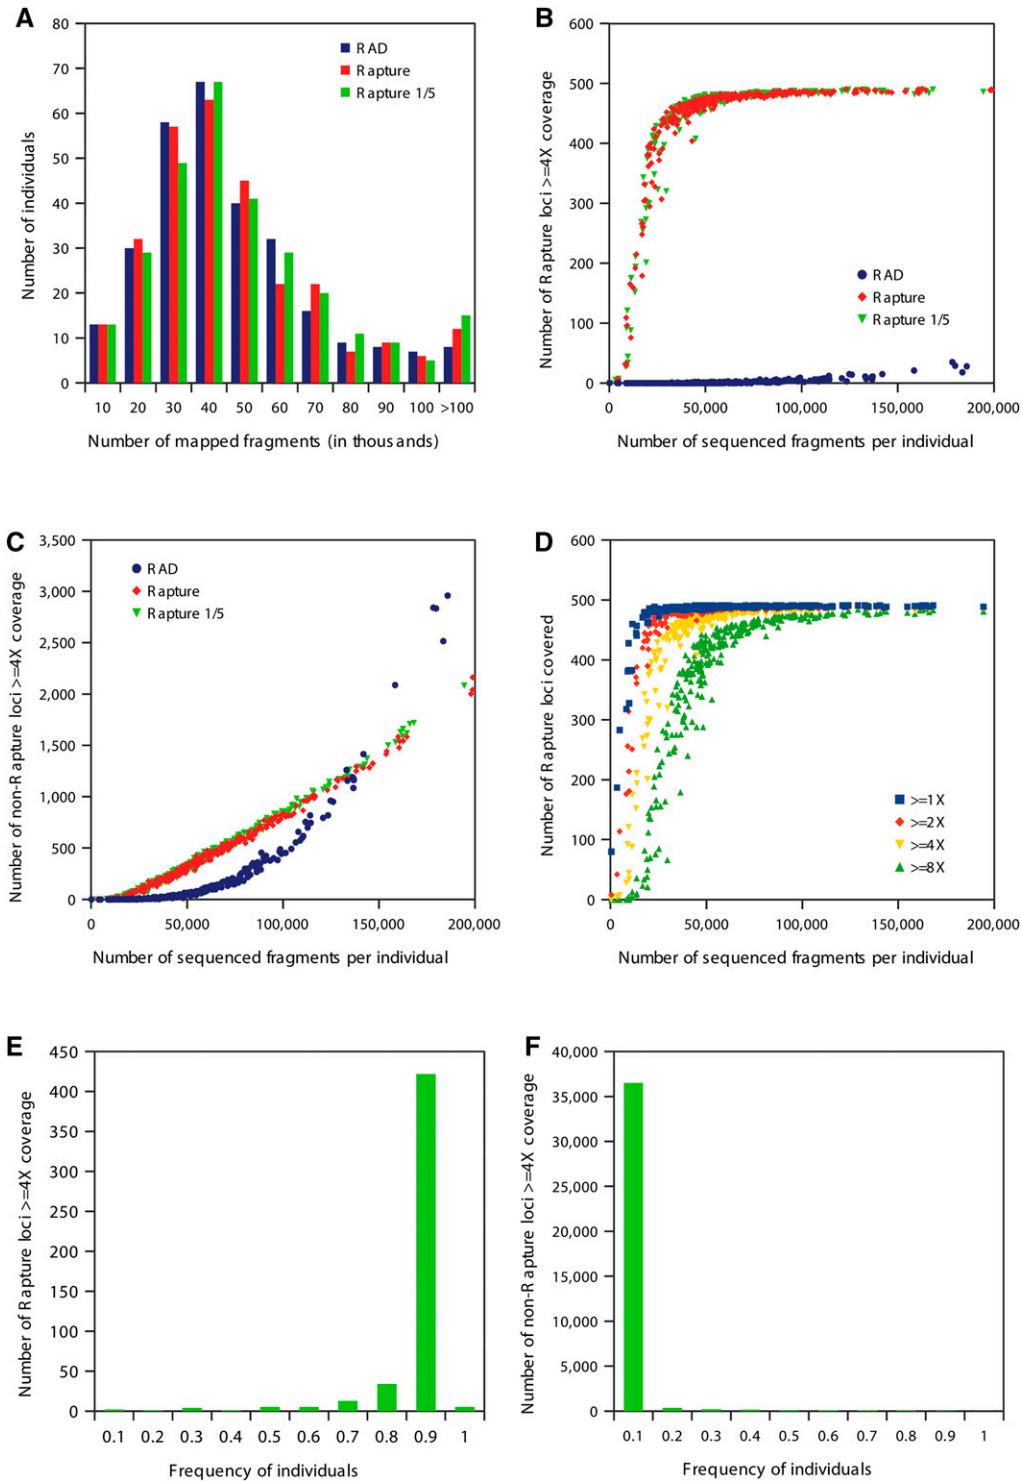 A
80
70
60
50
40
30
20
10
0
Number of individuals
RAD
Rapture
Rapture 1/5
10 20 30 40 50 60 70 80 90 100 >100
Number of mapped fragments (in thousands)
B
600
500
400
300
200
100
0
Number of Rapture loci >=4X coverage
RAD
Rapture
Rapture 1/5
0 50,000 100,000 150,000 200,000
Number of sequenced fragments per individual
C
3,500
3,000
2,500
2,000
1,500
1,000
500
0
Number of non-Rapture loci >=4X coverage
RAD
Rapture
Rapture 1/5
0 50,000 100,000 150,000 200,000
Number of sequenced fragments per individual
D
600
500
400
300
200
100
0
Number of Rapture loci covered
>=1X
>=2X
>=4X
>=8X
0 50,000 100,000 150,000 200,000
Number of sequenced fragments per individual
E
450
400
350
300
250
200
150
100
50
0
Number of Rapture loci >=4X coverage
0.1 0.2 0.3 0.4 0.5 0.6 0.7 0.8 0.9 1
Frequency of individuals
F
40,000
35,000
30,000
25,000
20,000
15,000
10,000
5,000
0
Number of non-Rapture loci >=4X coverage
0.1 0.2 0.3 0.4 0.5 0.6 0.7 0.8 0.9 1
Frequency of individuals